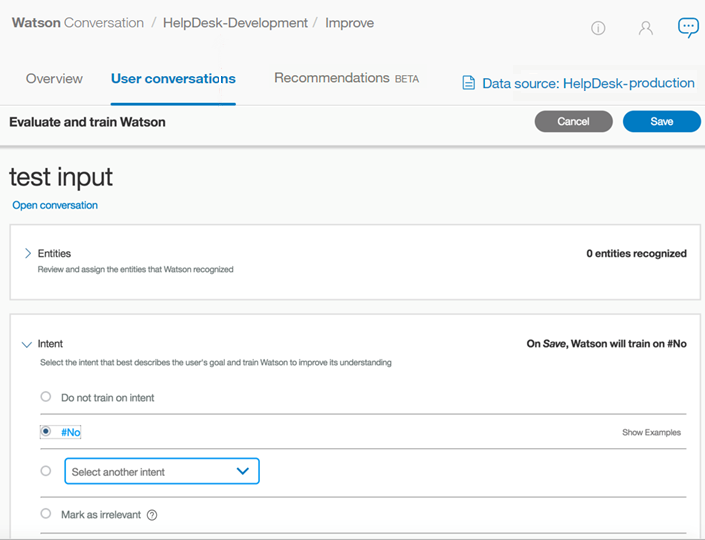 Watson Conversation / HelpDesk-Development / Improve
Overview User conversations Recommendations BETA Data source: HelpDesk-production
Evaluate and train Watson Cancel Save
test input
Open conversation
Entities 0 entities recognized
Review and assign the entities that Watson recognized
Intent On Save, Watson will train on #No
Select the intent that best describes the user's goal and train Watson to improve its understanding
Do not train on intent
#No Show Examples
Select another intent
Mark as irrelevant ?